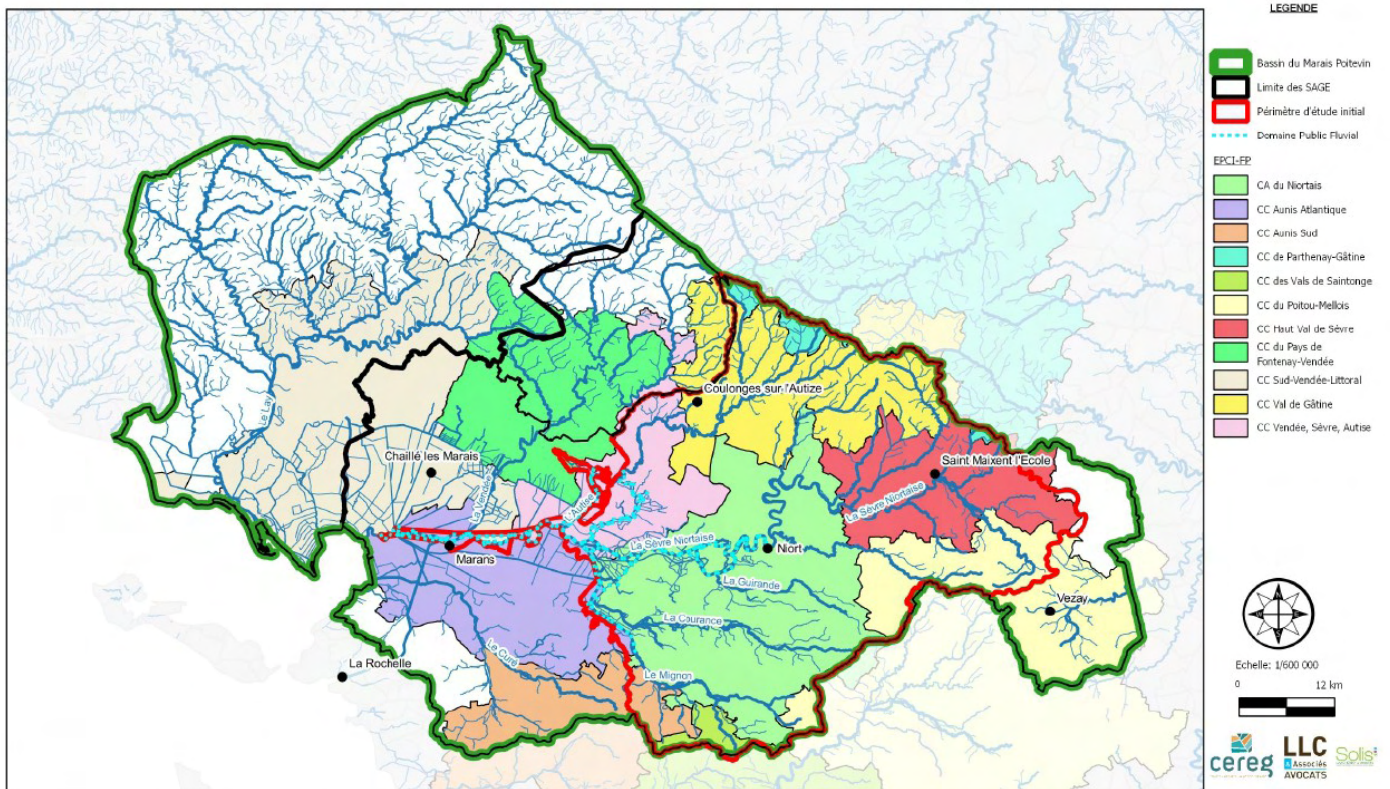 LEGENDE
Bassin du Marais Poitevin
Limite des SAGE
Périmètre d'étude initial
Domaine Public Fluvial
EPCI-FP
CA du Niortais
CC Aunis Atlantique
CC Aunis Sud
CC de Parthenay-Gâtine
CC des Vals de Saintonge
CC du Poitou-Mellois
CC Haut Val de Sèvre
CC du Pays de
Fontenay-Vendée
CC Sud-Vendée-Littoral
CC Val de Gâtine
CC Vendée, Sèvre, Autise
Coulonges sur l'Autize
Le Lay
Chaillé les Marais
Saint Maixent l'Ecole
La Vendée
L'Autise
La Sèvre Niortaise
La Sèvre Niortaise
Niort
Marans
La Guirande
Vezay
La Courance
Le Curé
La Rochelle
Le Mignon
Echelle: 1/600 000
0 12 km
cereg
LLC
& Associés
AVOCATS
Solis